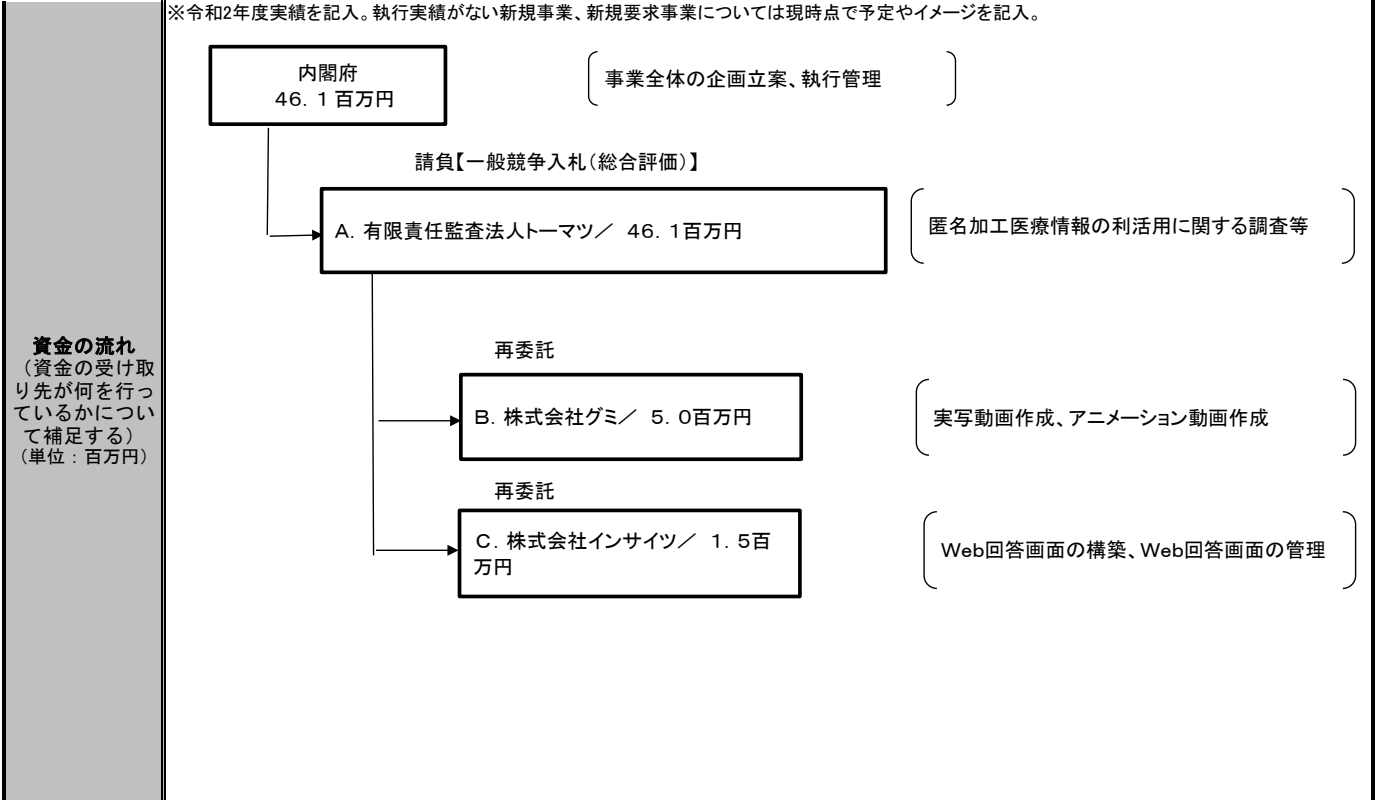 ※令和2年度実績を記入。執行実績がない新規事業、新規要求事業については現時点で予定やイメージを記入。
内閣府
46.1百万円
事業全体の企画立案、執行管理
請負【一般競争入札(総合評価)】
A. 有限責任監査法人トーマツ/ 46.1百万円
匿名加工医療情報の利活用に関する調査等
資金の流れ
(資金の受け取
り先が何を行っ
ているかについ
て補足する)
(単位:百万円)
再委託
B. 株式会社グミ/ 5.0百万円
実写動画作成、アニメーション動画作成
再委託
C. 株式会社インサイツ/ 1.5百
万円
Web回答画面の構築、Web回答画面の管理